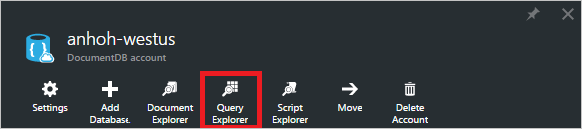 anhoh-westus
DocumentDB account
Settings
Add
Database
Document
Explorer
Query
Explorer
Script
Explorer
Move
Delete
Account